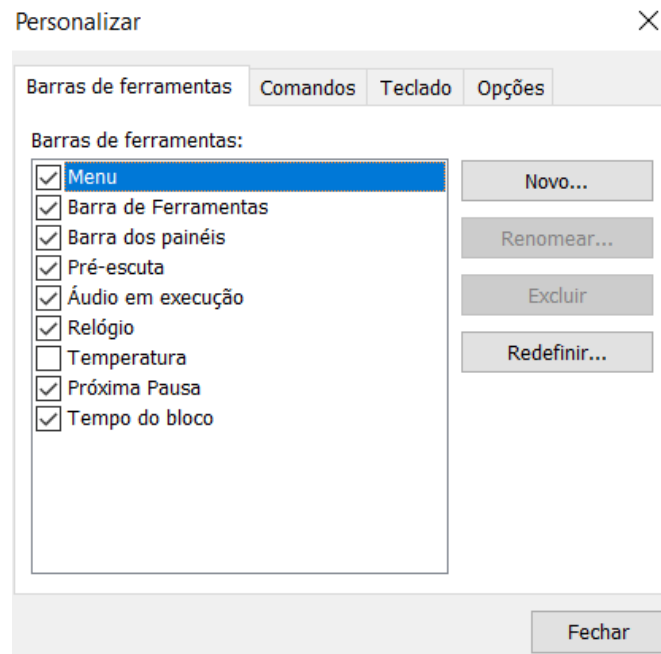 Personalizar
Barras de ferramentas Comandos Teclado Opções
Barras de ferramentas:
Menu
Barra de Ferramentas
Barra dos painéis
Pré-escuta
Áudio em execução
Relógio
Temperatura
Próxima Pausa
Tempo do bloco
Novo...
Renomear...
Excluir
Redefinir...
Fechar